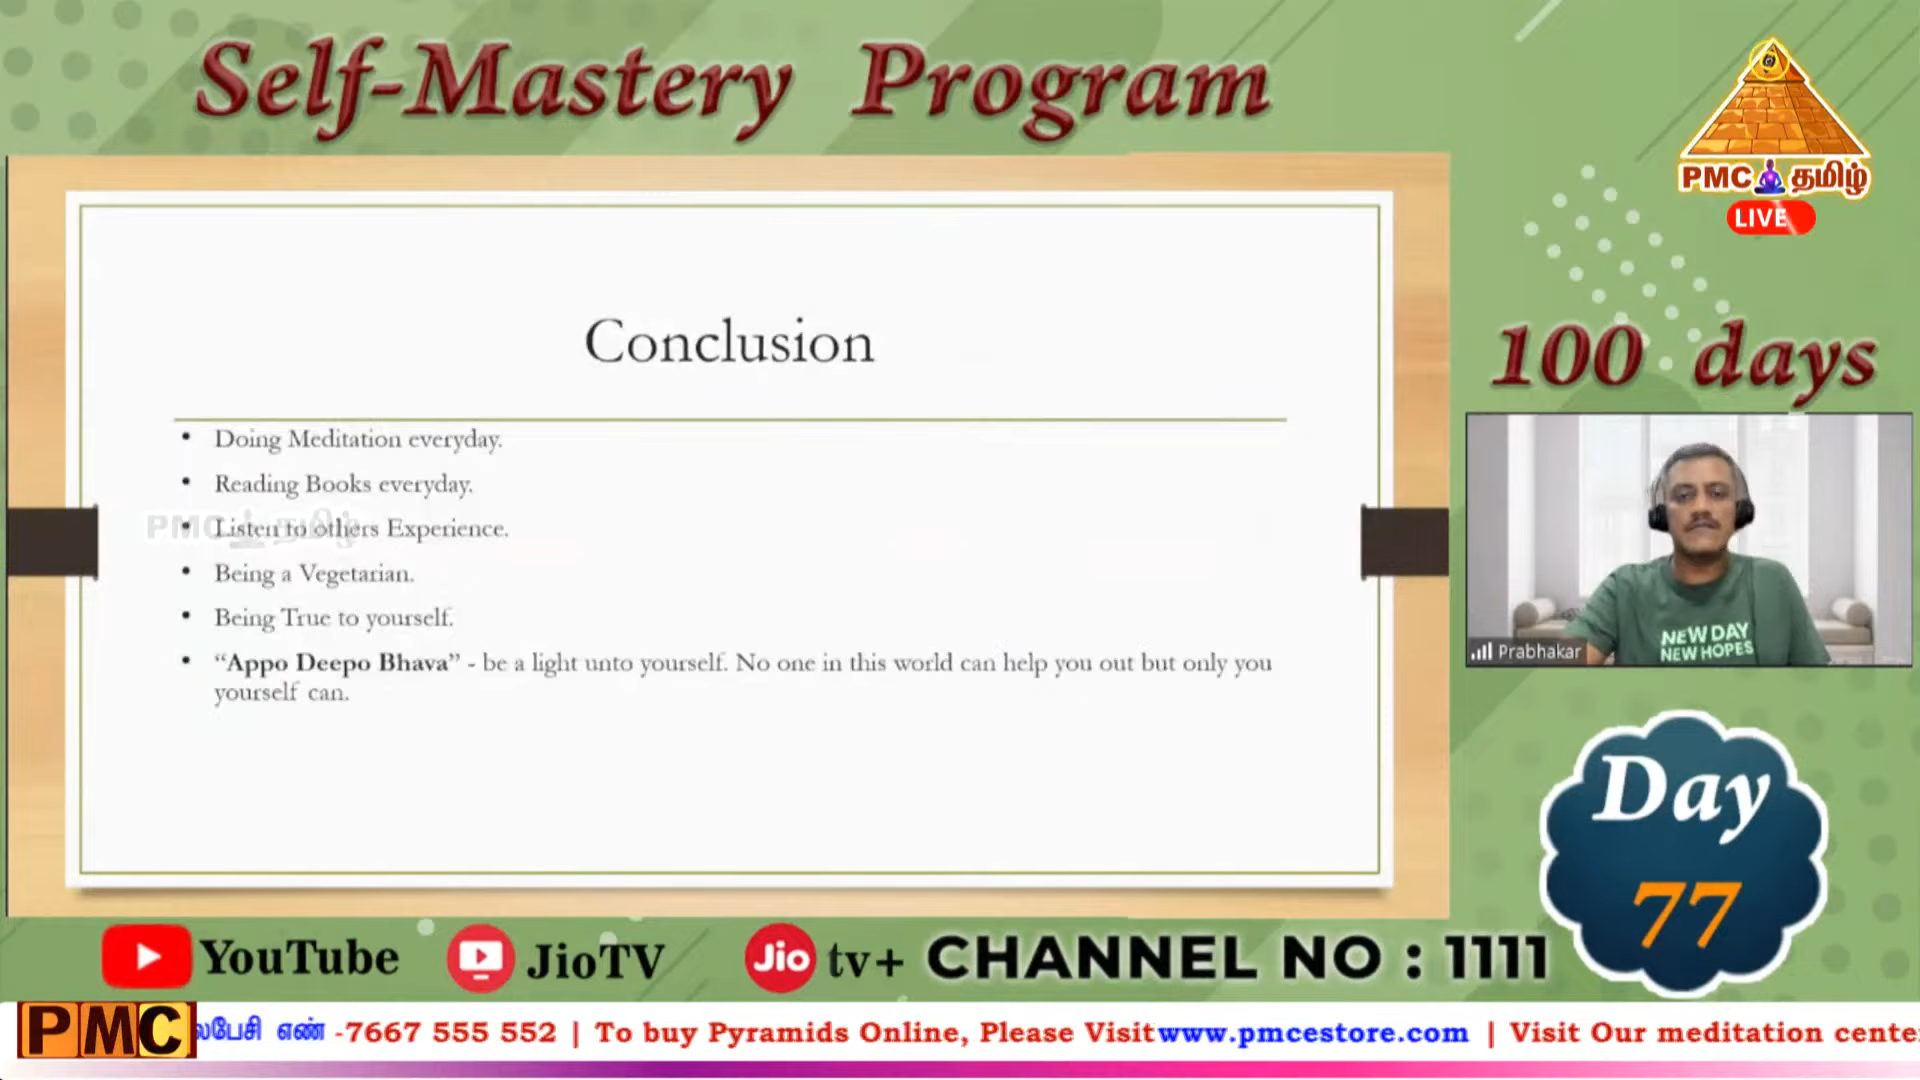 Self-Mastery Program
PMC தமிழ்
LIVE
Conclusion
• Doing Meditation everyday.
• Reading Books everyday.
• Listen to others Experience.
• Being a Vegetarian.
• Being True to yourself.
• “Appo Deepo Bhava” - be a light unto yourself. No one in this world can help you out but only you
yourself can.
PMC தமிழ்
100 days
NEW DAY
NEW HOPES
Prabhakar
Day
77
YouTube JioTV Jio tv+ CHANNEL NO : 1111
PMC லபேசி எண் -7667 555 552 | To buy Pyramids Online, Please Visit www.pmcestore.com | Visit Our meditation cente